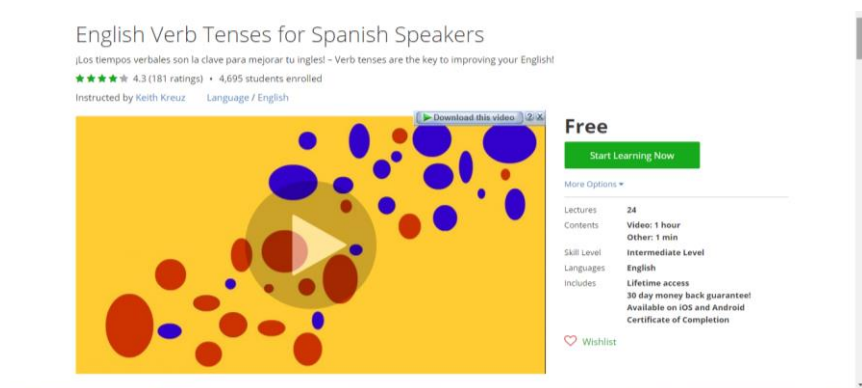 English Verb Tenses for Spanish Speakers
¡Los tiempos verbales son la clave para mejorar tu ingles! – Verb tenses are the key to improving your English!
4.3 (181 ratings) • 4,695 students enrolled
Instructed by Keith Kreuz Language / English
Download this video ? X
Free
Start Learning Now
More Options
Lectures 24
Contents Video: 1 hour
Other: 1 min
Skill Level Intermediate Level
Languages English
Includes Lifetime access
30 day money back guarantee!
Available on iOS and Android
Certificate of Completion
Wishlist